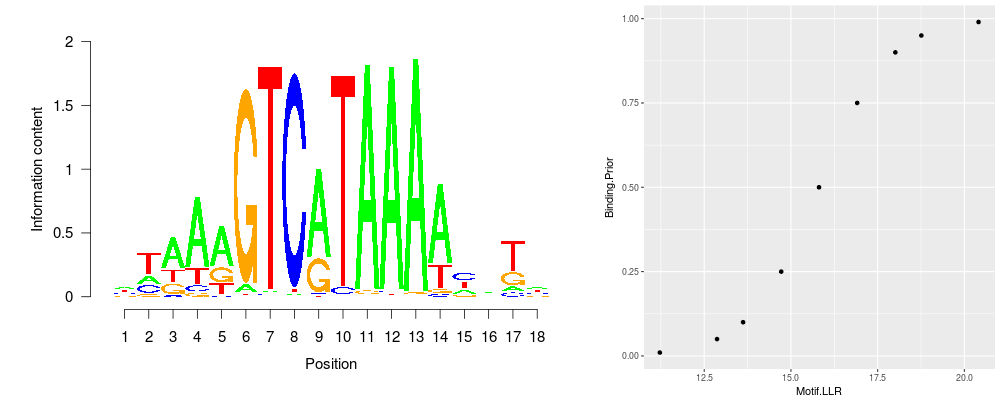 Information content
2
1.5
1
0.5
0
T A A A G T C A T A A A A C T
A T T G A G C T T G
C G C T
1 2 3 4 5 6 7 8 9 10 11 12 13 14 15 16 17 18
Position
Binding.Prior
1.00
0.75
0.50
0.25
0.00
12.5 15.0 17.5 20.0
Motif.LLR